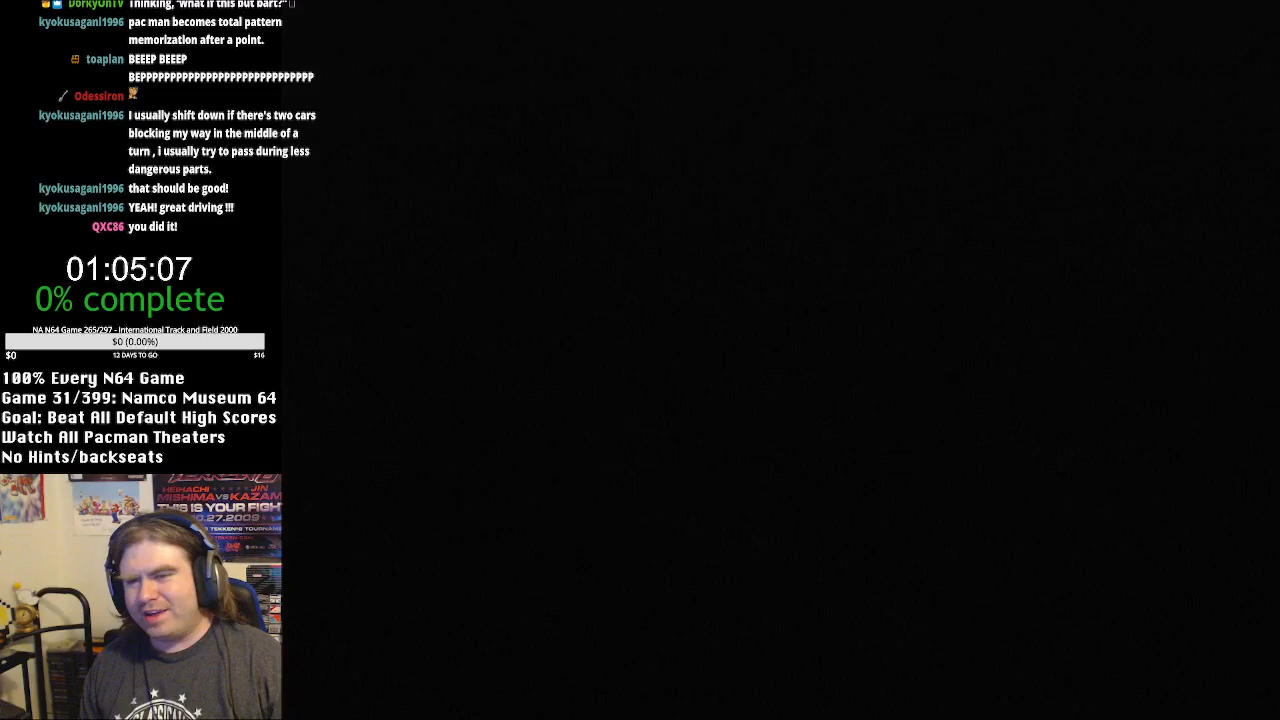 DorkyOnTV Thinking, "what if this but bart?"
kyokusagani1996 pac man becomes total pattern
memorization after a point.
toaplan BEEEP BEEEP
BEPPPPPPPPPPPPPPPPPPPPPPPPPPPPP
OdessIron
kyokusagani1996 I usually shift down if there's two cars
blocking my way in the middle of a
turn , i usually try to pass during less
dangerous parts.
kyokusagani1996 that should be good!
kyokusagani1996 YEAH! great driving !!!
QXC86 you did it!
01:05:07
0% complete
NA N64 Game 265/297 - International Track and Field 2000
$0 (0.00%)
$0 12 DAYS TO GO $16
100% Every N64 Game
Game 31/399: Namco Museum 64
Goal: Beat All Default High Scores
Watch All Pacman Theaters
No Hints/backseats
HEIHACHI JIN
MISHIMA VS KAZAM
THIS IS YOUR FIGH
10.27.2009